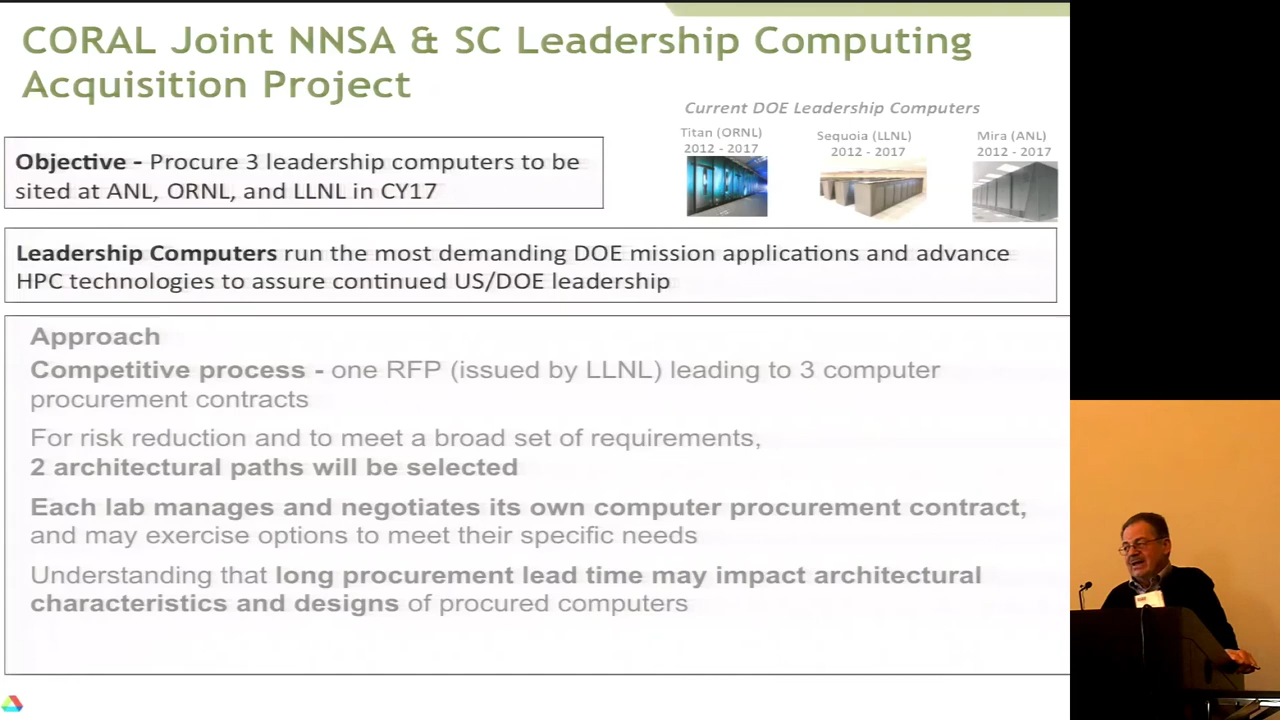 CORAL Joint NNSA & SC Leadership Computing
Acquisition Project
Current DOE Leadership Computers
Titan (ORNL)
2012 - 2017
Sequoia (LLNL)
2012 - 2017
Mira (ANL)
2012 - 2017
Objective - Procure 3 leadership computers to be
sited at ANL, ORNL, and LLNL in CY17
Leadership Computers run the most demanding DOE mission applications and advance
HPC technologies to assure continued US/DOE leadership
Approach
Competitive process - one RFP (issued by LLNL) leading to 3 computer
procurement contracts
For risk reduction and to meet a broad set of requirements,
2 architectural paths will be selected
Each lab manages and negotiates its own computer procurement contract,
and may exercise options to meet their specific needs
Understanding that long procurement lead time may impact architectural
characteristics and designs of procured computers